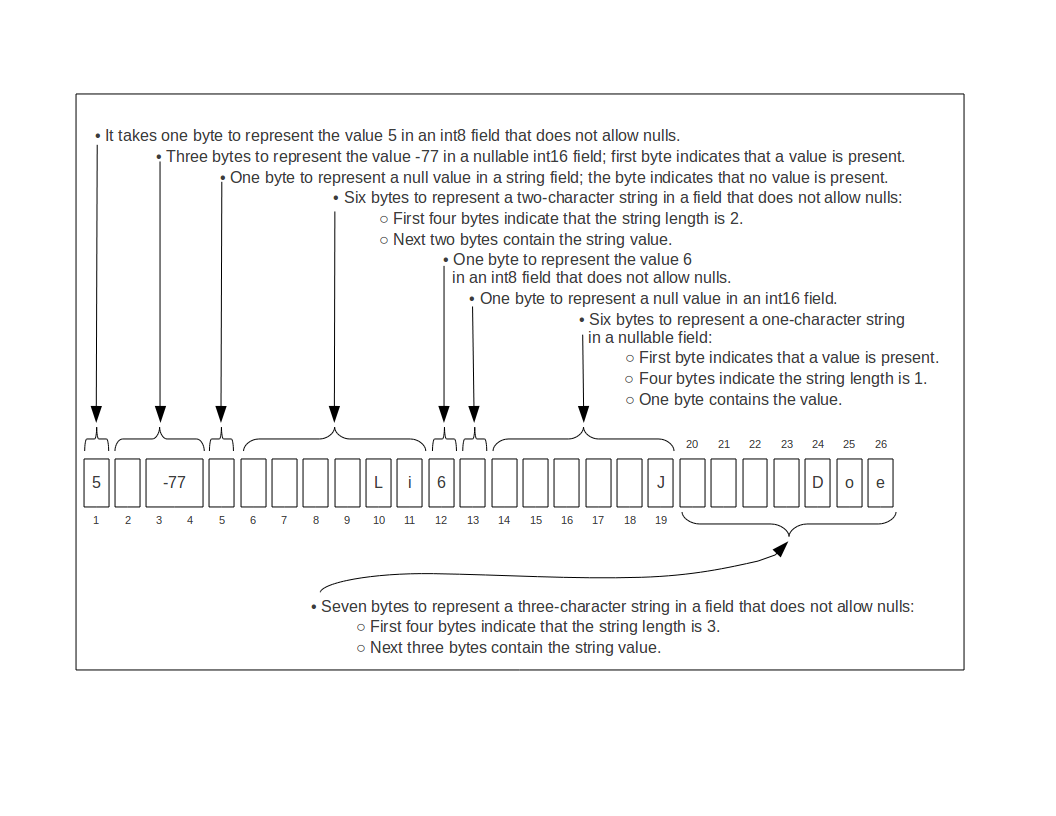 • It takes one byte to represent the value 5 in an int8 field that does not allow nulls.
• Three bytes to represent the value -77 in a nullable int16 field; first byte indicates that a value is present.
• One byte to represent a null value in a string field; the byte indicates that no value is present.
• Six bytes to represent a two-character string in a field that does not allow nulls:
○ First four bytes indicate that the string length is 2.
○ Next two bytes contain the string value.
• One byte to represent the value 6
in an int8 field that does not allow nulls.
• One byte to represent a null value in an int16 field.
• Six bytes to represent a one-character string
in a nullable field:
○ First byte indicates that a value is present.
○ Four bytes indicate the string length is 1.
○ One byte contains the value.
20 21 22 23 24 25 26
5 -77 L i 6 J D o e
1 2 3 4 5 6 7 8 9 10 11 12 13 14 15 16 17 18 19
• Seven bytes to represent a three-character string in a field that does not allow nulls:
○ First four bytes indicate that the string length is 3.
○ Next three bytes contain the string value.